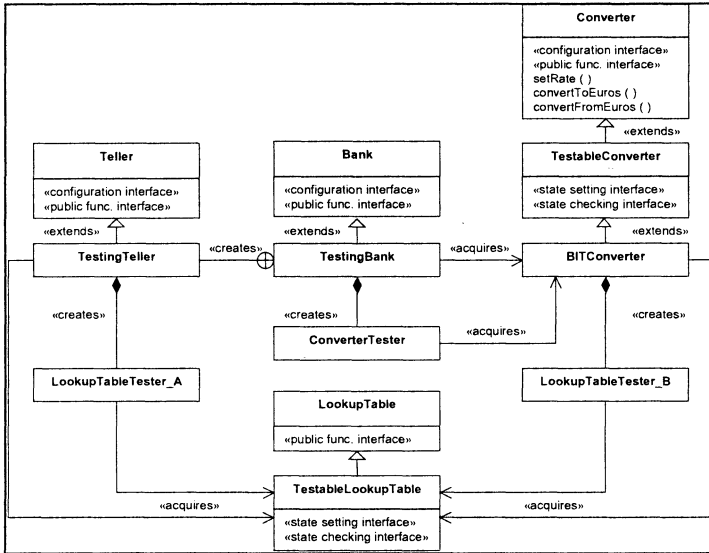 Converter
«configuration interface»
«public func. interface»
setRate ( )
convertToEuros ( )
convertFromEuros ( )
«extends»
Teller
«configuration interface»
«public func. interface»
Bank
«configuration interface»
«public func. interface»
TestableConverter
«state setting interface»
«state checking interface»
«extends»
«creates»
«extends»
«acquires»
«extends»
TestingTeller
TestingBank
BITConverter
«creates»
«creates»
«creates»
ConverterTester
«acquires»
LookupTableTester_A
LookupTableTester_B
LookupTable
«public func. interface»
TestableLookupTable
«state setting interface»
«state checking interface»
«acquires»
«acquires»